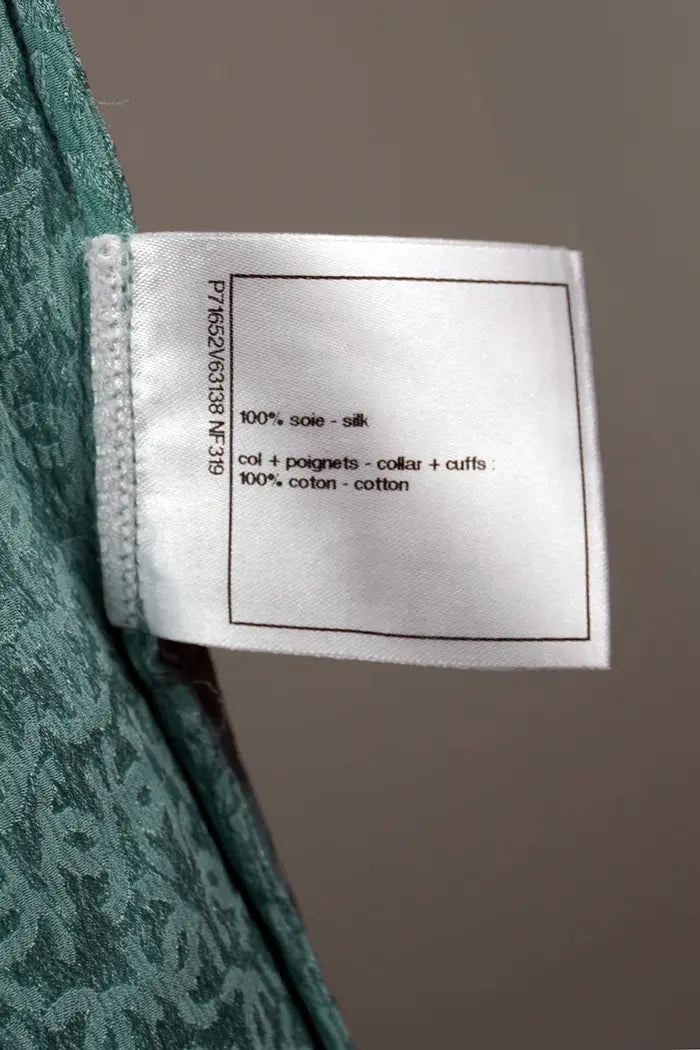 P71652V63138 NF319
100% soie - silk
col + poignets - collar + cuffs :
100% coton - cotton